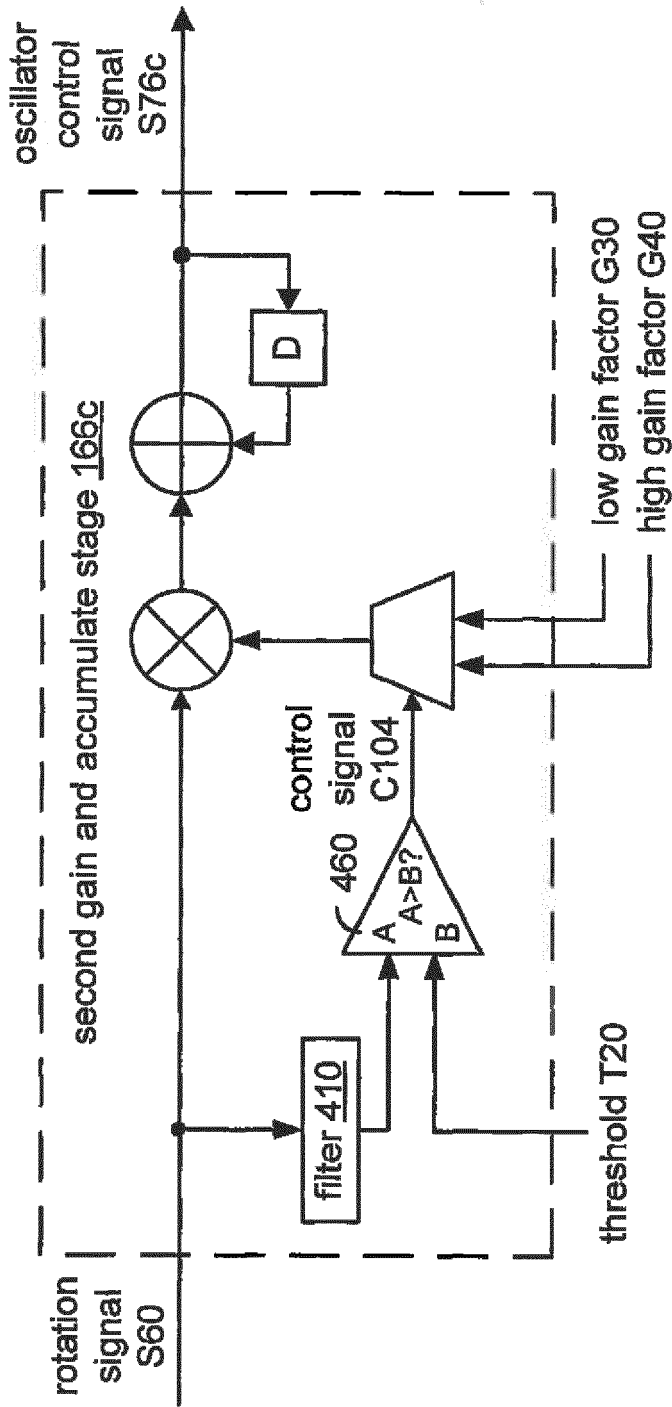 rotation
signal
S60
second gain and accumulate stage 166c
oscillator
control
signal
S76c
D
filter 410
460
A
A>B?
B
control
signal
C104
threshold T20
low gain factor G30
high gain factor G40